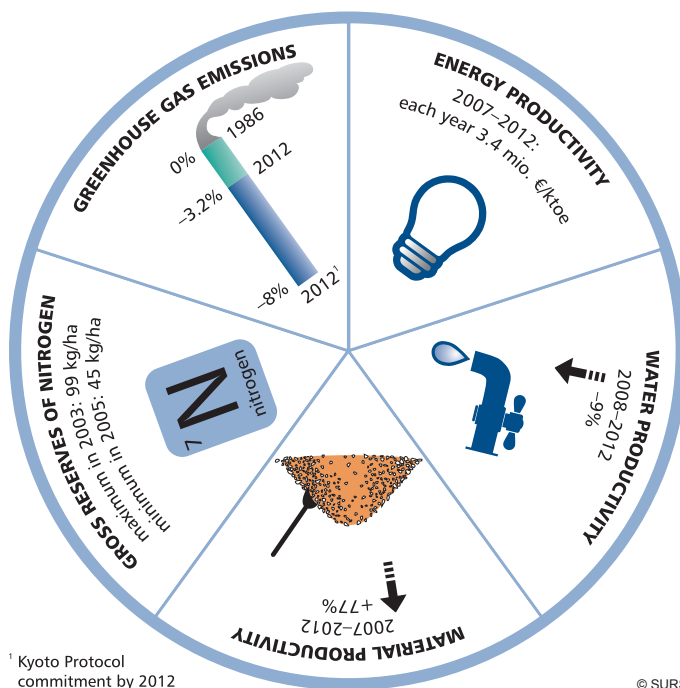 GREENHOUSE GAS EMISSIONS
0%
1986
–3.2%
2012
–8%
2012¹
ENERGY PRODUCTIVITY
2007–2012:
each year 3.4 mio. €/ktoe
WATER PRODUCTIVITY
2008–2012
–9%
MATERIAL PRODUCTIVITY
2007–2012
+77%
GROSS RESERVES OF NITROGEN
maximum in 2003: 99 kg/ha
minimum in 2005: 45 kg/ha
N
7
nitrogen
¹ Kyoto Protocol
commitment by 2012